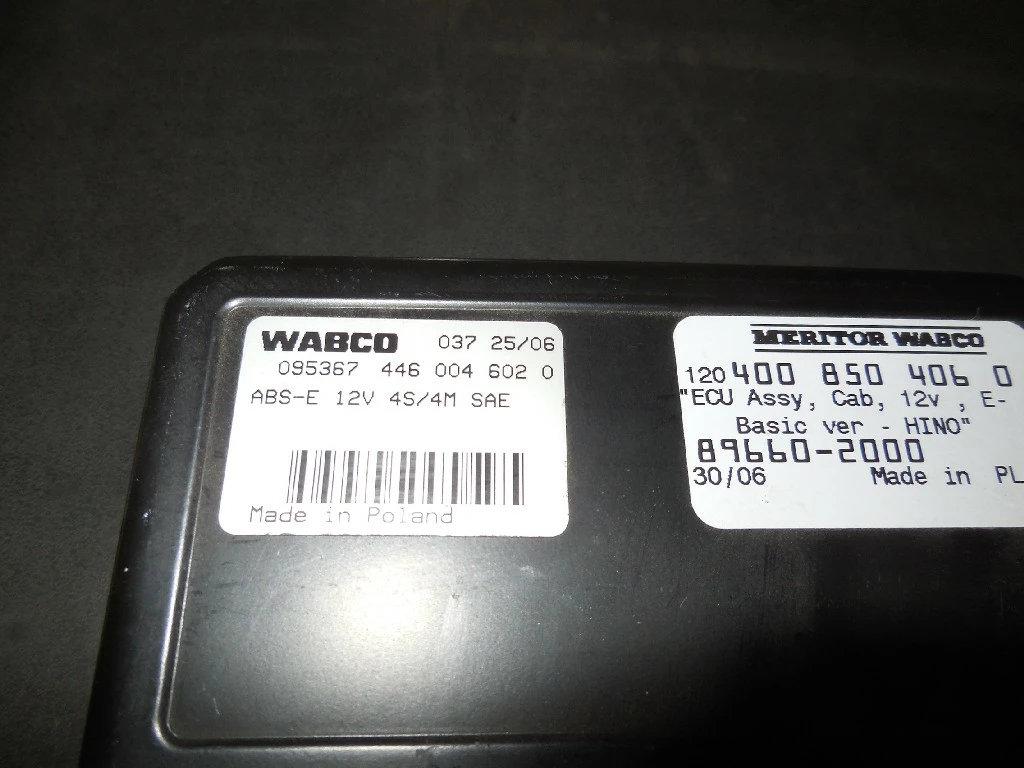 WABCO 037 25/06
095367 446 004 602 0
ABS-E 12V 4S/4M SAE
Made in Poland
MERITOR WABCO
120 400 850 406 0
"ECU Assy, Cab, 12v , E-
Basic ver - HINO"
89660-2000
30/06 Made in PL